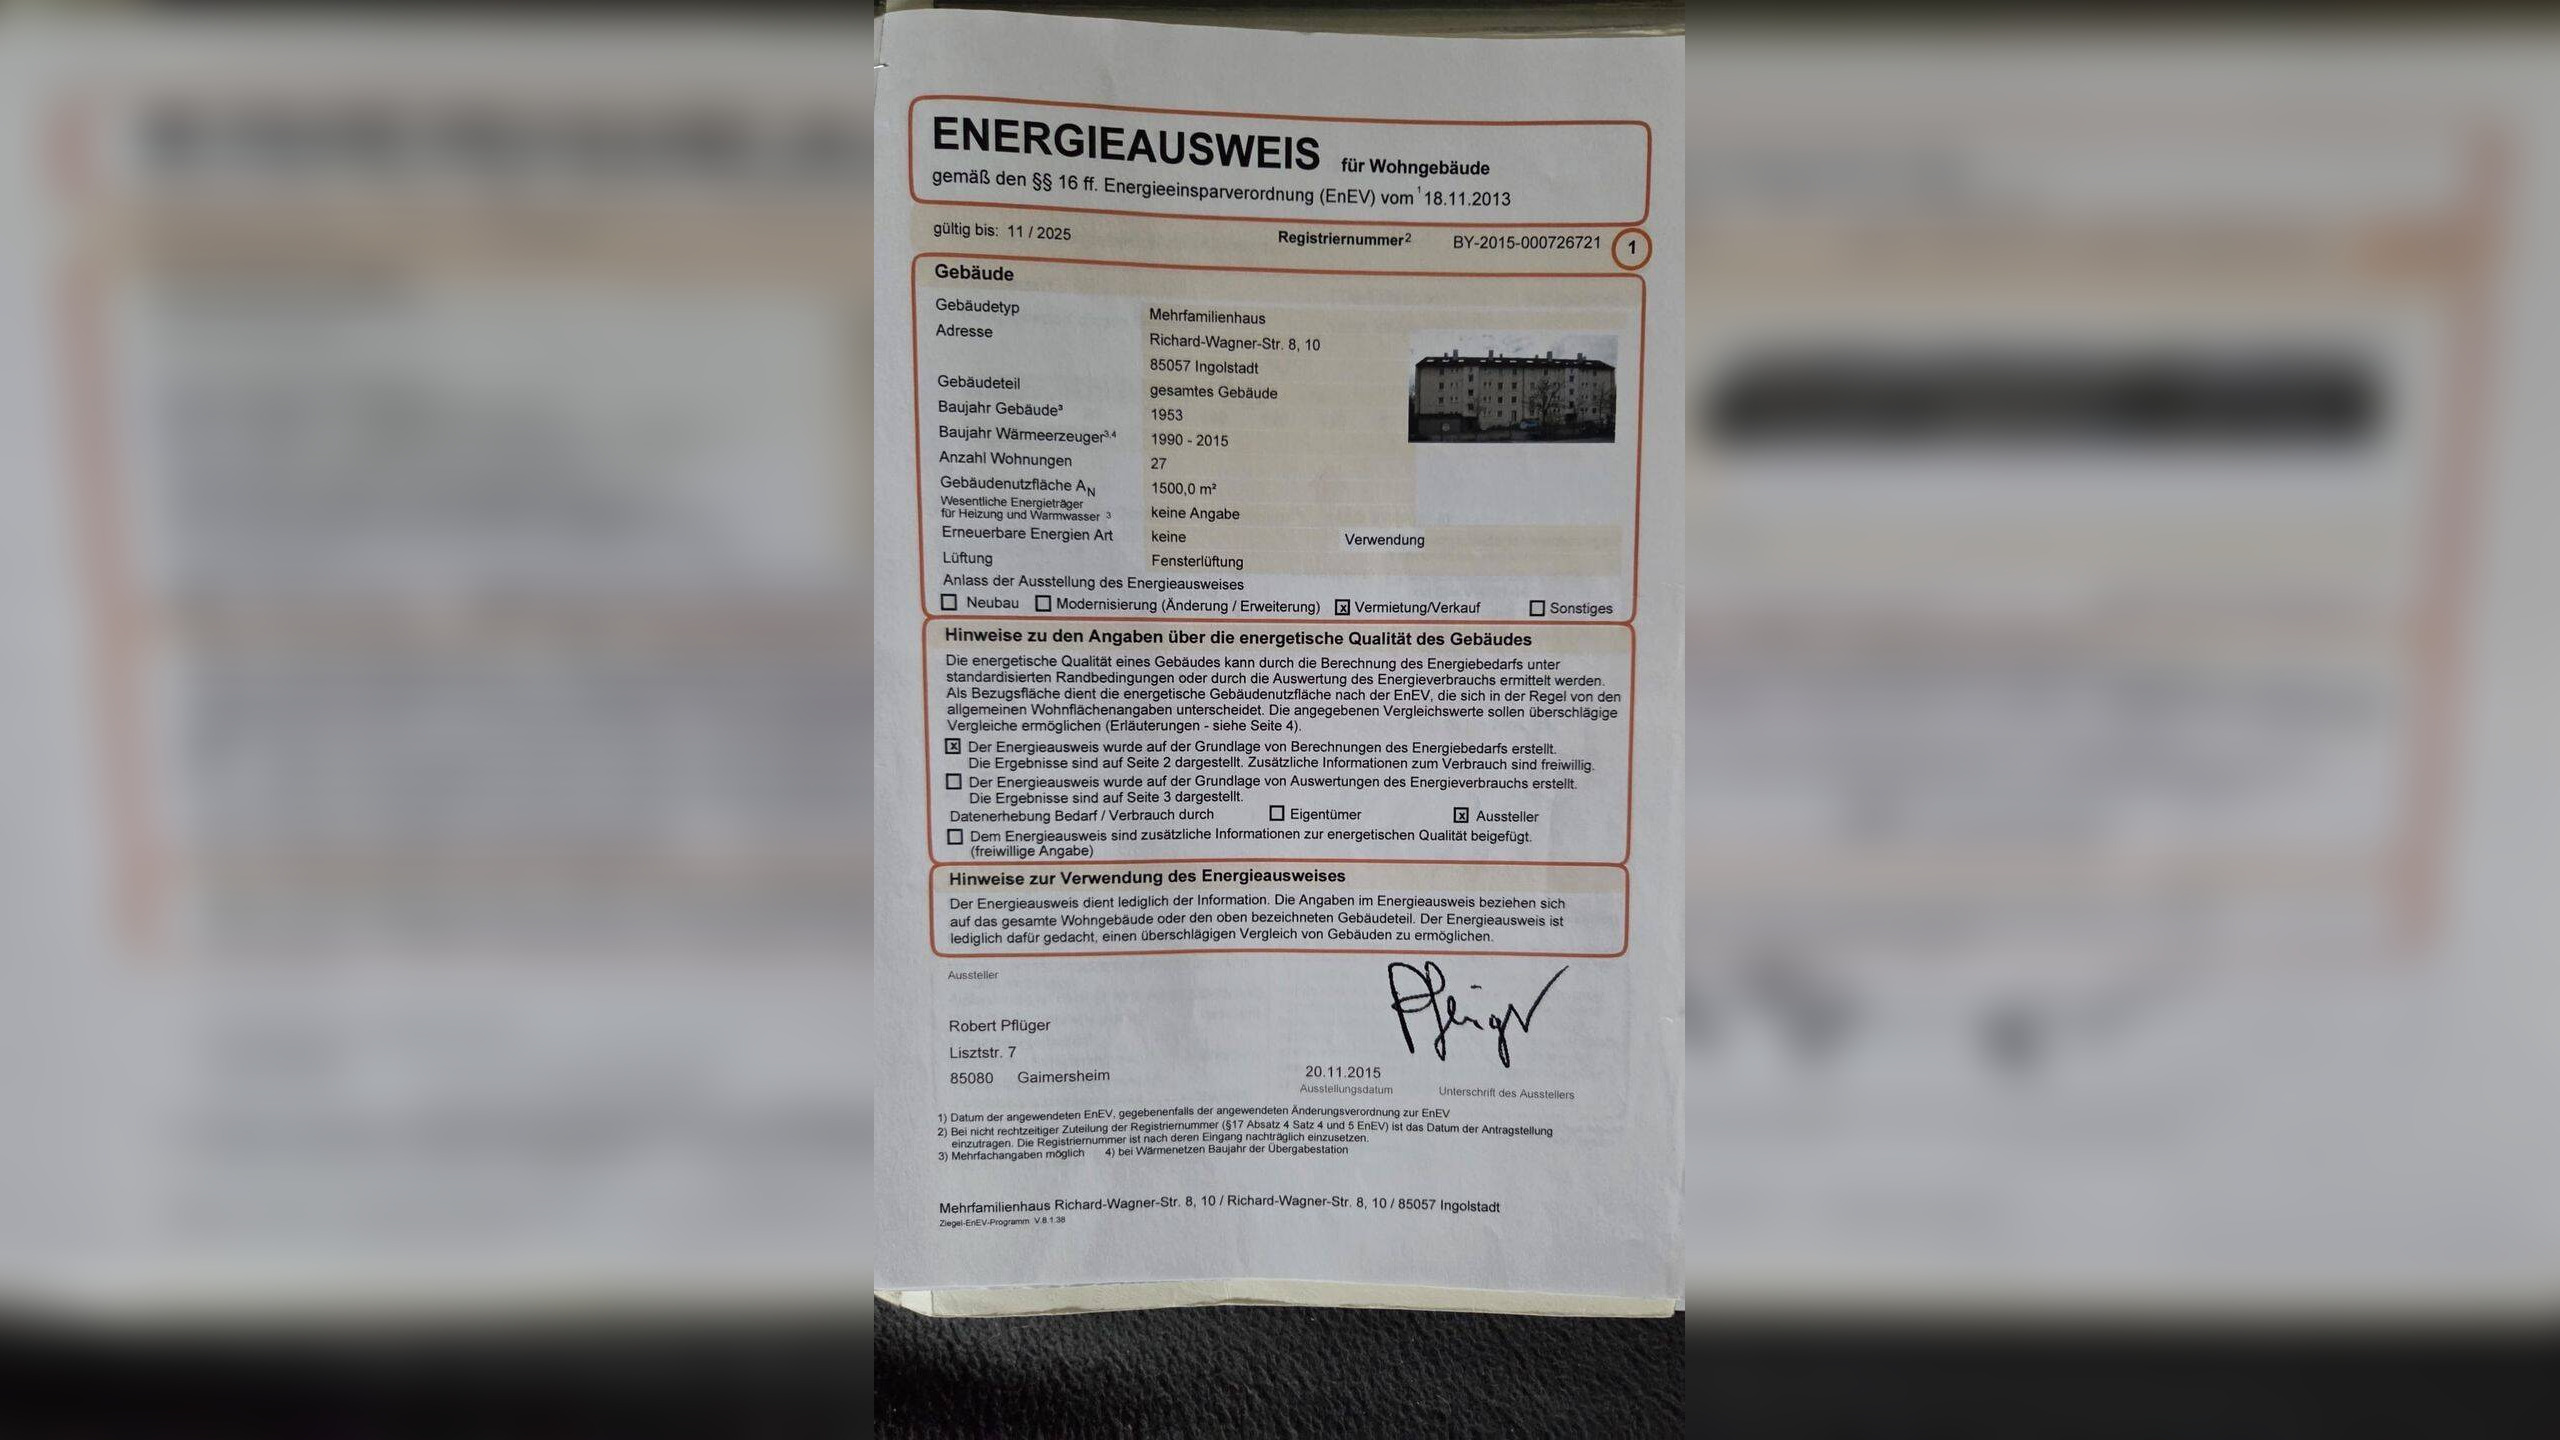 ENERGIEAUSWEIS für Wohngebäude
gemäß den §§ 16 ff. Energieeinsparverordnung (EnEV) vom ¹ 18.11.2013
gültig bis: 11 / 2025 Registriernummer² BY-2015-000726721 1
Gebäude
Gebäudetyp Mehrfamilienhaus
Adresse Richard-Wagner-Str. 8, 10
85057 Ingolstadt
Gebäudeteil gesamtes Gebäude
Baujahr Gebäude³ 1953
Baujahr Wärmeerzeuger³,⁴ 1990 - 2015
Anzahl Wohnungen 27
Gebäudenutzfläche AN 1500,0 m²
Wesentliche Energieträger
für Heizung und Warmwasser ³ keine Angabe
Erneuerbare Energien Art keine Verwendung
Lüftung Fensterlüftung
Anlass der Ausstellung des Energieausweises
☐ Neubau ☐ Modernisierung (Änderung / Erweiterung) ☒ Vermietung/Verkauf ☐ Sonstiges
Hinweise zu den Angaben über die energetische Qualität des Gebäudes
Die energetische Qualität eines Gebäudes kann durch die Berechnung des Energiebedarfs unter
standardisierten Randbedingungen oder durch die Auswertung des Energieverbrauchs ermittelt werden.
Als Bezugsfläche dient die energetische Gebäudenutzfläche nach der EnEV, die sich in der Regel von den
allgemeinen Wohnflächenangaben unterscheidet. Die angegebenen Vergleichswerte sollen überschlägige
Vergleiche ermöglichen (Erläuterungen - siehe Seite 4).
☒ Der Energieausweis wurde auf der Grundlage von Berechnungen des Energiebedarfs erstellt.
Die Ergebnisse sind auf Seite 2 dargestellt. Zusätzliche Informationen zum Verbrauch sind freiwillig.
☐ Der Energieausweis wurde auf der Grundlage von Auswertungen des Energieverbrauchs erstellt.
Die Ergebnisse sind auf Seite 3 dargestellt.
Datenerhebung Bedarf / Verbrauch durch ☐ Eigentümer ☒ Aussteller
☐ Dem Energieausweis sind zusätzliche Informationen zur energetischen Qualität beigefügt.
(freiwillige Angabe)
Hinweise zur Verwendung des Energieausweises
Der Energieausweis dient lediglich der Information. Die Angaben im Energieausweis beziehen sich
auf das gesamte Wohngebäude oder den oben bezeichneten Gebäudeteil. Der Energieausweis ist
lediglich dafür gedacht, einen überschlägigen Vergleich von Gebäuden zu ermöglichen.
Aussteller
Robert Pflüger
Lisztstr. 7
85080 Gaimersheim
Pflüger
20.11.2015
Ausstellungsdatum Unterschrift des Ausstellers
1) Datum der angewendeten EnEV, gegebenenfalls der angewendeten Änderungsverordnung zur EnEV
2) Bei nicht rechtzeitiger Zuteilung der Registriernummer (§17 Absatz 4 Satz 4 und 5 EnEV) ist das Datum der Antragstellung
einzutragen. Die Registriernummer ist nach deren Eingang nachträglich einzusetzen.
3) Mehrfachangaben möglich 4) bei Wärmenetzen Baujahr der Übergabestation
Mehrfamilienhaus Richard-Wagner-Str. 8, 10 / Richard-Wagner-Str. 8, 10 / 85057 Ingolstadt
Ziegel-EnEV-Programm V.8.1.38